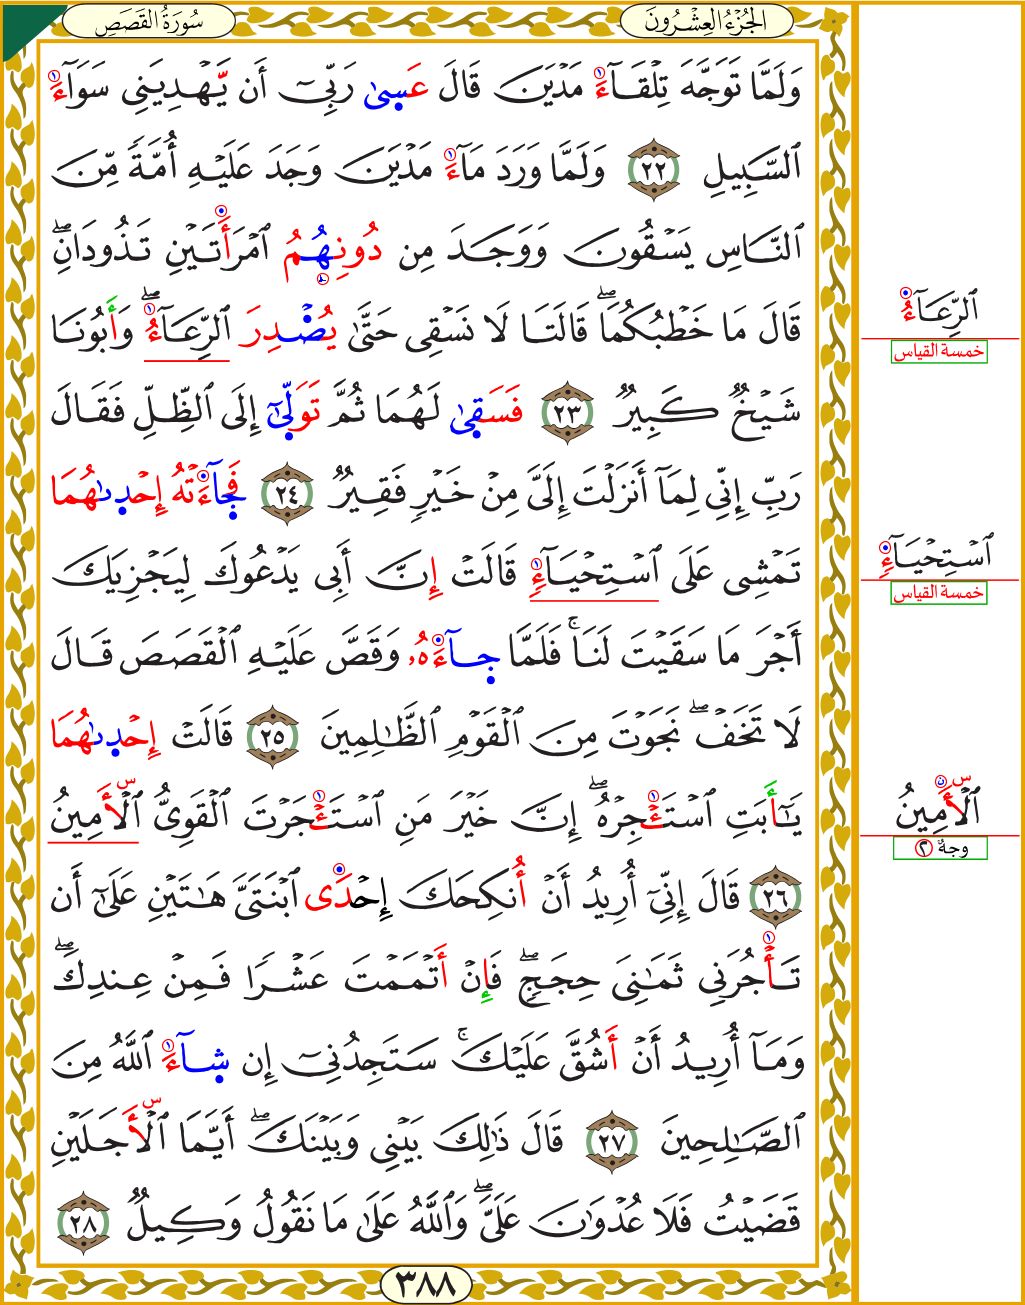 الجُزْءُ العِشْرُونَ
سُورَةُ القَصَصِ
وَلَمَّا تَوَجَّهَ تِلْقَآءَ مَدْيَنَ قَالَ عَسٜىٰ رَبِّيٓ أَن يَّهْدِيَنِي سَوَآءَ
ٱلسَّبِيلِ ٢٢ وَلَمَّا وَرَدَ مَآءَ مَدْيَنَ وَجَدَ عَلَيْهِ أُمَّةً مِّنَ
ٱلنَّاسِ يَسْقُونَ وَوَجَدَ مِن دُونِهُمُ ٱمْرَأَتَيْنِ تَذُودَانِۖ
قَالَ مَا خَطْبُكُمَاۖ قَالَتَا لَا نَسْقِي حَتَّىٰ يُصْدِرَ ٱلرِّعَآءُۖ وَأَبُونَا
شَيْخٌ كَبِيرٌ ٢٣ فَسَقٜىٰ لَهُمَا ثُمَّ تَوَلّٜىٰٓ إِلَى ٱلظِّلِّ فَقَالَ
رَبِّ إِنِّي لِمَآ أَنزَلْتَ إِلَيَّ مِنْ خَيْرٍ فَقِيرٌ ٢٤ فَجَآءَتْهُ إِحْدٜىٰهُمَا
تَمْشِي عَلَى ٱسْتِحْيَآءٍ قَالَتْ إِنَّ أَبِي يَدْعُوكَ لِيَجْزِيَكَ
أَجْرَ مَا سَقَيْتَ لَنَاۚ فَلَمَّا جَآءَهُۥ وَقَصَّ عَلَيْهِ ٱلْقَصَصَ قَالَ
لَا تَخَفْۖ نَجَوْتَ مِنَ ٱلْقَوْمِ ٱلظَّٰلِمِينَ ٢٥ قَالَتْ إِحْدٜىٰهُمَا
يَٰٓأَبَتِ ٱسْتَـْٔجِرْهُۖ إِنَّ خَيْرَ مَنِ ٱسْتَـْٔجَرْتَ ٱلْقَوِيُّ ٱلْأَمِينُ
٢٦ قَالَ إِنِّيٓ أُرِيدُ أَنْ أُنكِحَكَ إِحْدَى ٱبْنَتَيَّ هَٰتَيْنِ عَلَىٰٓ أَن
تَأْجُرَنِي ثَمَٰنِيَ حِجَجٍۖ فَإِنْ أَتْمَمْتَ عَشْرًا فَمِنْ عِندِكَۖ
وَمَآ أُرِيدُ أَنْ أَشُقَّ عَلَيْكَۚ سَتَجِدُنِيٓ إِن شَآءَ ٱللَّهُ مِنَ
ٱلصَّٰلِحِينَ ٢٧ قَالَ ذَٰلِكَ بَيْنِي وَبَيْنَكَۖ أَيَّمَا ٱلْأَجَلَيْنِ
قَضَيْتُ فَلَا عُدْوَٰنَ عَلَيَّۖ وَٱللَّهُ عَلَىٰ مَا نَقُولُ وَكِيلٌ ٢٨
٣٨٨
ٱلرِّعَآءُ
خمسة القياس
ٱسْتِحْيَآءٍ
خمسة القياس
ٱلْأَمِينُ
وجهٌ ٢